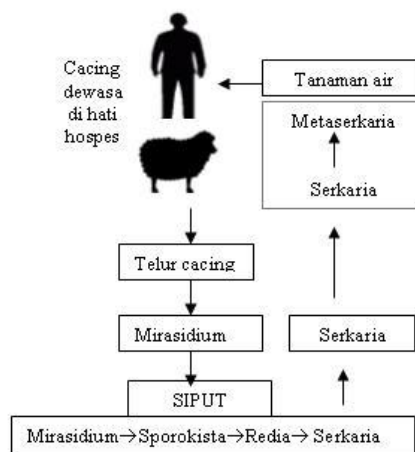 Cacing
dewasa
di hati
hospes
Tanaman air
Metaserkaria
Serkaria
Telur cacing
Mirasidium
Serkaria
SIPUT
Mirasidium→Sporokista→Redia→Serkaria